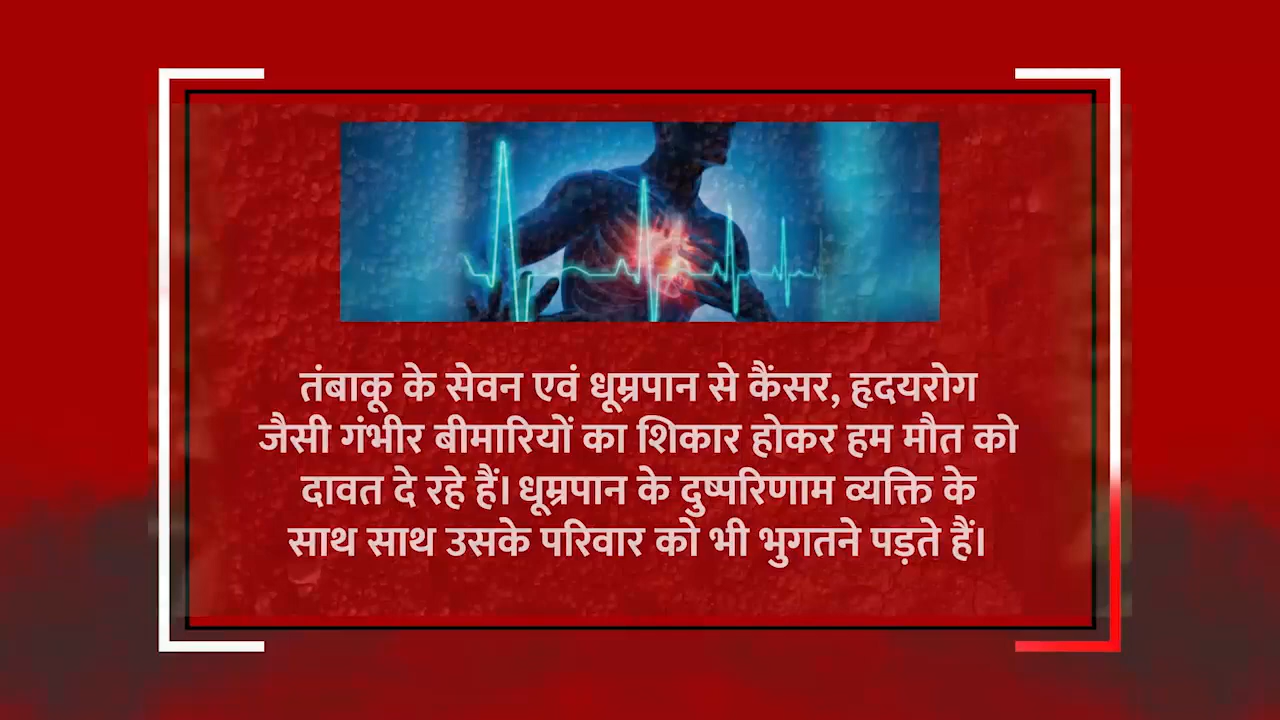 तंबाकू के सेवन एवं धूम्रपान से कैंसर, हृदयरोग
जैसी गंभीर बीमारियों का शिकार होकर हम मौत को
दावत दे रहे हैं। धूम्रपान के दुष्परिणाम व्यक्ति के
साथ साथ उसके परिवार को भी भुगतने पड़ते हैं।